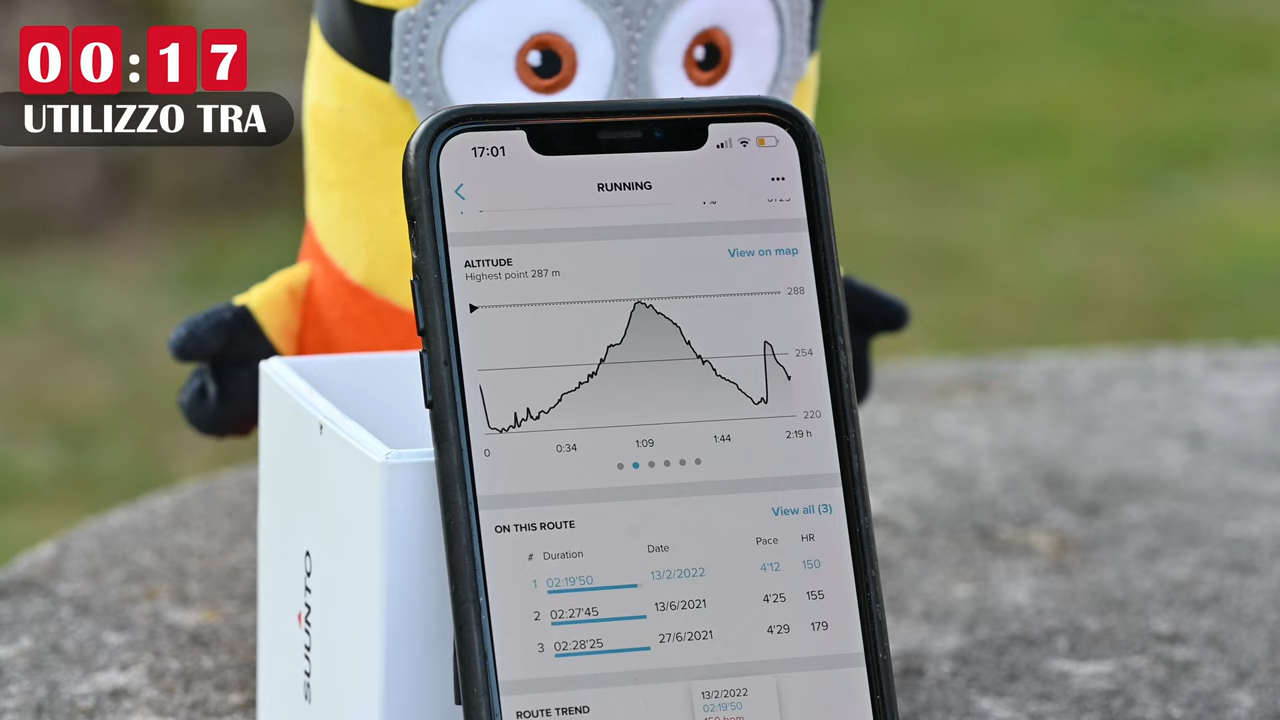 00:17
UTILIZZO TRA
17:01
RUNNING
ALTITUDE
View on map
Highest point 287 m
288
254
220
0 0:34 1:09 1:44 2:19 h
ON THIS ROUTE
View all (3)
# Duration Date Pace HR
1 02:19'50 13/2/2022 4'12 150
2 02:27'45 13/6/2021 4'25 155
3 02:28'25 27/6/2021 4'29 179
ROUTE TREND
13/2/2022
02:19'50
SUUNTO